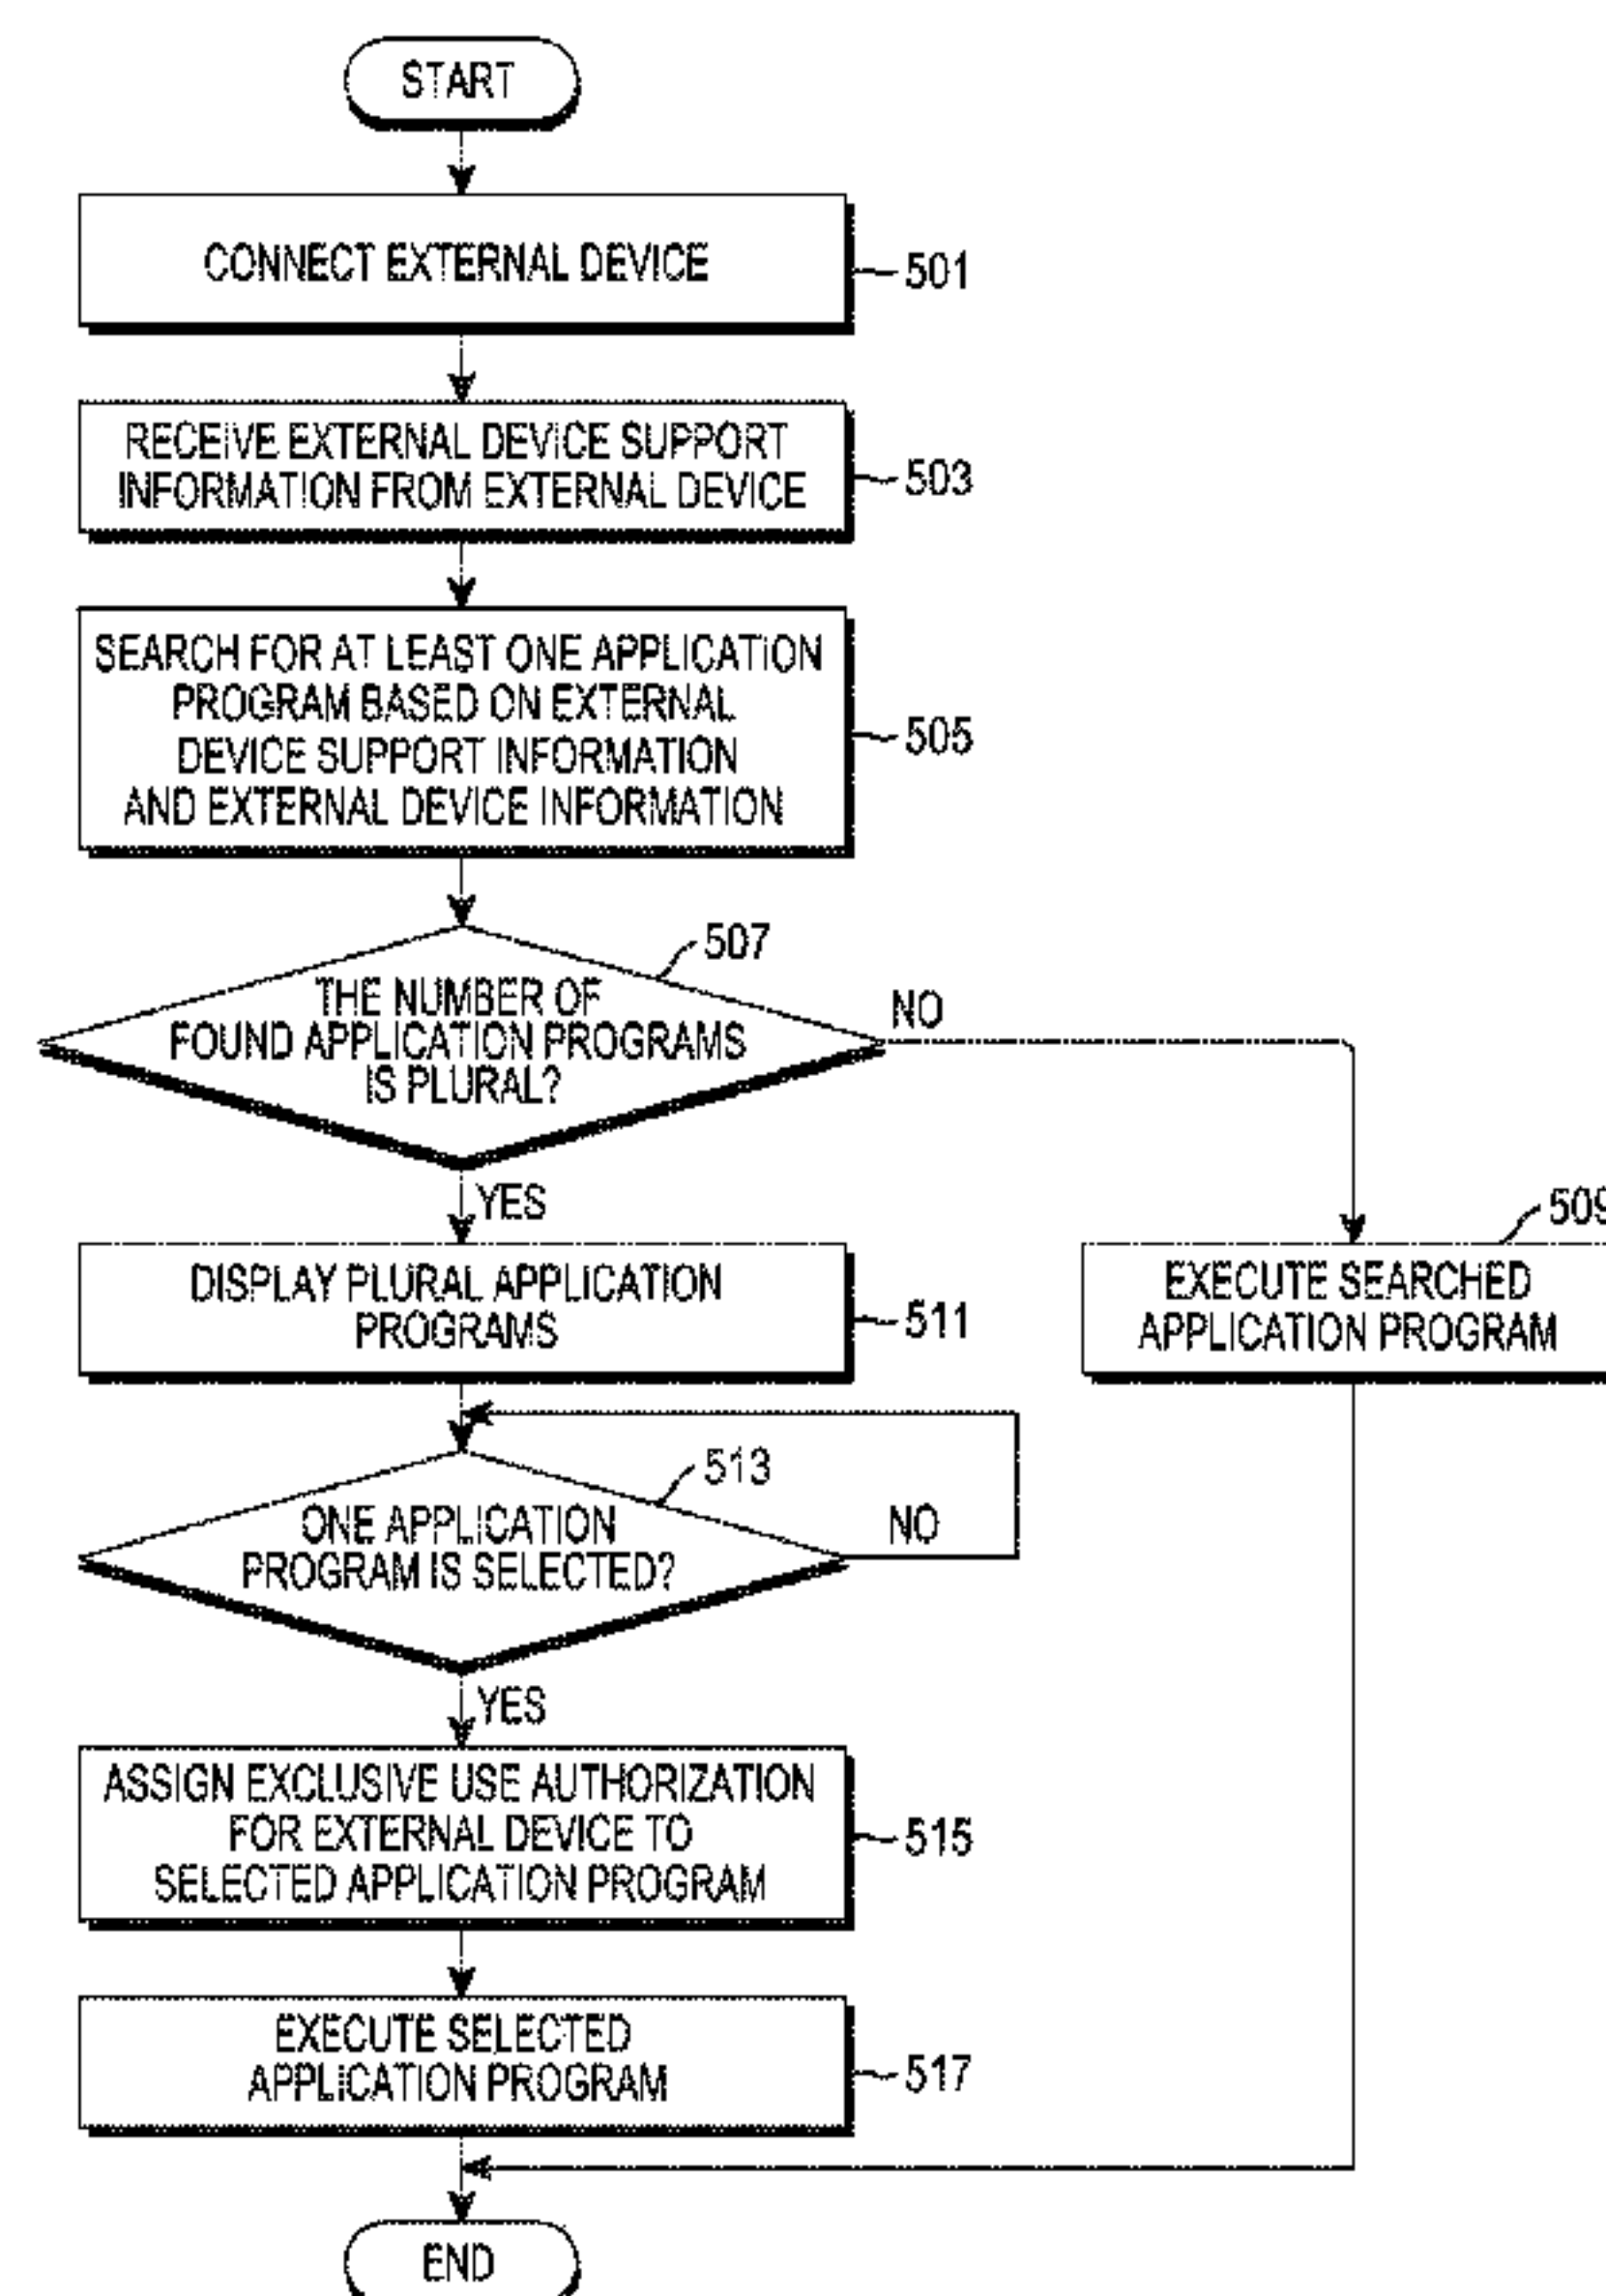 START
CONNECT EXTERNAL DEVICE
501
RECEIVE EXTERNAL DEVICE SUPPORT
INFORMATION FROM EXTERNAL DEVICE
503
SEARCH FOR AT LEAST ONE APPLICATION
PROGRAM BASED ON EXTERNAL
DEVICE SUPPORT INFORMATION
AND EXTERNAL DEVICE INFORMATION
505
507
THE NUMBER OF
FOUND APPLICATION PROGRAMS
IS PLURAL?
NO
YES
509
DISPLAY PLURAL APPLICATION
PROGRAMS
511
EXECUTE SEARCHED
APPLICATION PROGRAM
513
ONE APPLICATION
PROGRAM IS SELECTED?
NO
YES
ASSIGN EXCLUSIVE USE AUTHORIZATION
FOR EXTERNAL DEVICE TO
SELECTED APPLICATION PROGRAM
515
EXECUTE SELECTED
APPLICATION PROGRAM
517
END